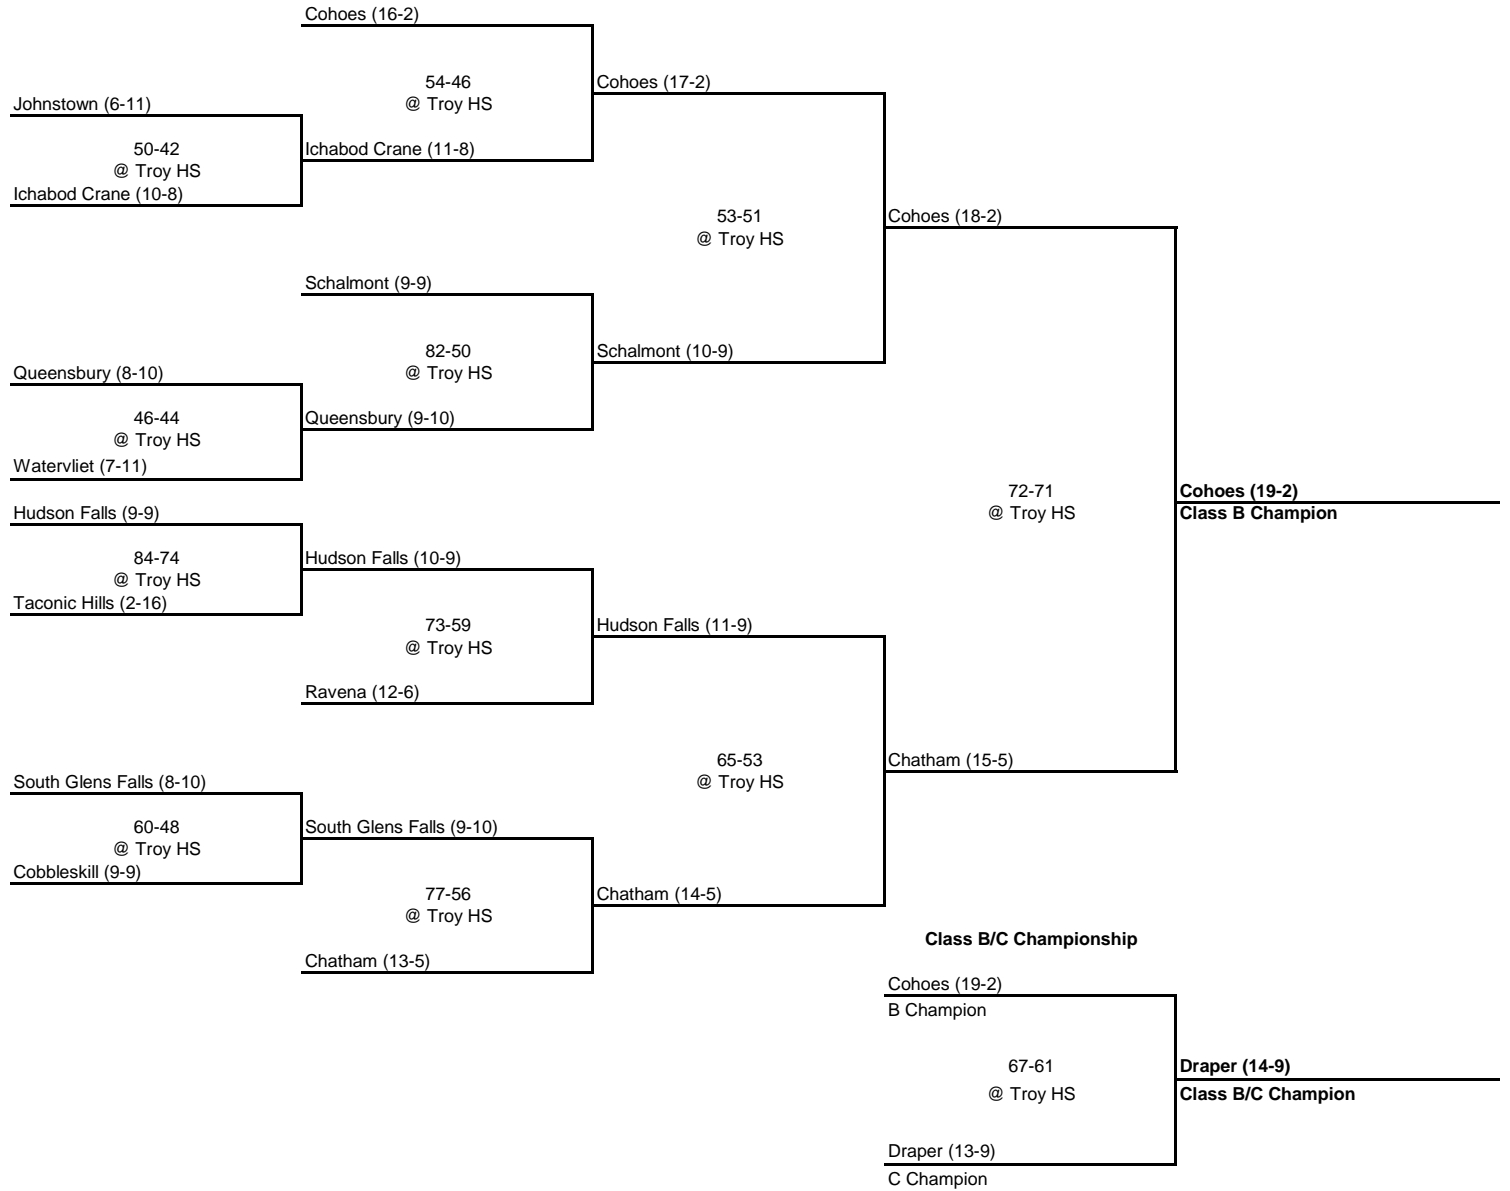 Cohoes (16-2)
54-46
@ Troy HS
Cohoes (17-2)
Johnstown (6-11)
50-42
@ Troy HS
Ichabod Crane (11-8)
Ichabod Crane (10-8)
53-51
@ Troy HS
Cohoes (18-2)
Schalmont (9-9)
82-50
@ Troy HS
Schalmont (10-9)
Queensbury (8-10)
46-44
@ Troy HS
Queensbury (9-10)
Watervliet (7-11)
72-71
@ Troy HS
Cohoes (19-2)
Class B Champion
Hudson Falls (9-9)
84-74
@ Troy HS
Hudson Falls (10-9)
Taconic Hills (2-16)
73-59
@ Troy HS
Hudson Falls (11-9)
Ravena (12-6)
65-53
@ Troy HS
Chatham (15-5)
South Glens Falls (8-10)
60-48
@ Troy HS
South Glens Falls (9-10)
Cobbleskill (9-9)
77-56
@ Troy HS
Chatham (14-5)
Chatham (13-5)
Class B/C Championship
Cohoes (19-2)
B Champion
67-61
@ Troy HS
Draper (14-9)
Class B/C Champion
Draper (13-9)
C Champion